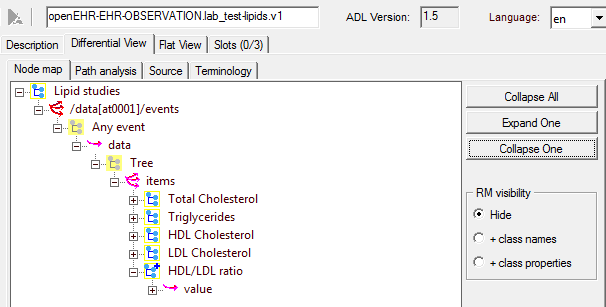 openEHR-EHR-OBSERVATION.lab_test-lipids.v1 ADL Version: 1.5 Language: en
Description Differential View Flat View Slots (0/3)
Node map Path analysis Source Terminology
Lipid studies
/data[at0001]/events
Any event
data
Tree
items
Total Cholesterol
Triglycerides
HDL Cholesterol
LDL Cholesterol
HDL/LDL ratio
value
Collapse All
Expand One
Collapse One
RM visibility
Hide
+ class names
+ class properties